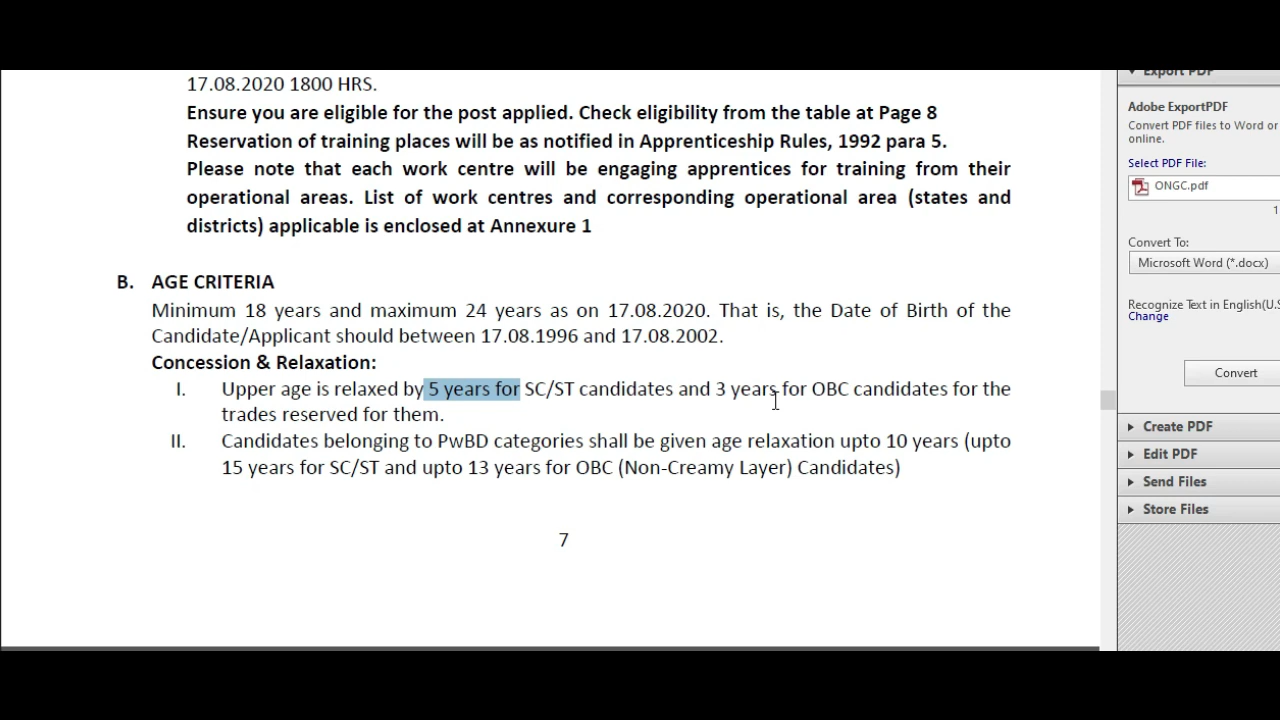 17.08.2020 1800 HRS.
Ensure you are eligible for the post applied. Check eligibility from the table at Page 8
Reservation of training places will be as notified in Apprenticeship Rules, 1992 para 5.
Please note that each work centre will be engaging apprentices for training from their
operational areas. List of work centres and corresponding operational area (states and
districts) applicable is enclosed at Annexure 1
B. AGE CRITERIA
Minimum 18 years and maximum 24 years as on 17.08.2020. That is, the Date of Birth of the
Candidate/Applicant should between 17.08.1996 and 17.08.2002.
Concession & Relaxation:
I. Upper age is relaxed by 5 years for SC/ST candidates and 3 years for OBC candidates for the
trades reserved for them.
II. Candidates belonging to PwBD categories shall be given age relaxation upto 10 years (upto
15 years for SC/ST and upto 13 years for OBC (Non-Creamy Layer) Candidates)
7
Export PDF
Adobe ExportPDF
Convert PDF files to Word or
online.
Select PDF File:
ONGC.pdf
1
Convert To:
Microsoft Word (*.docx)
Recognize Text in English(U.S
Change
Convert
Create PDF
Edit PDF
Send Files
Store Files